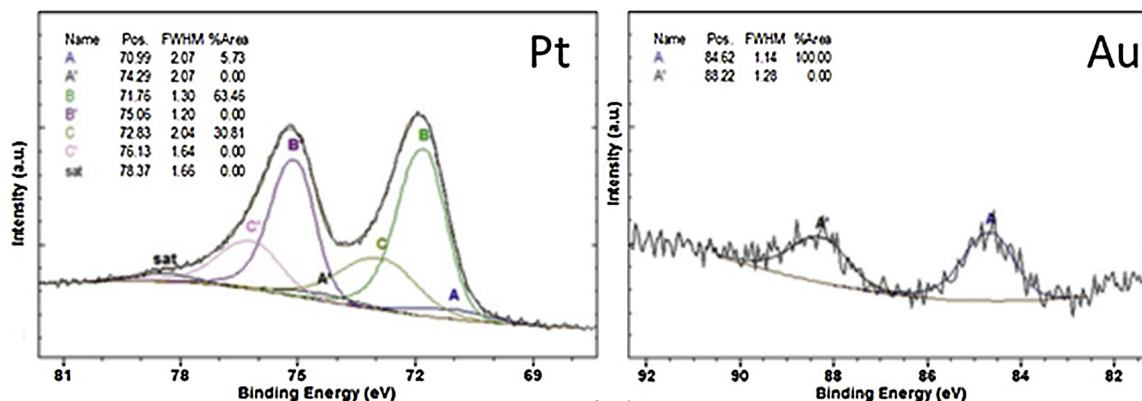 Pt
Name Pos. FWHM %Area
A 70.99 2.07 5.73
A' 74.29 2.07 0.00
B 71.76 1.30 63.46
B' 75.06 1.20 0.00
C 72.83 2.04 30.81
C' 76.13 1.64 0.00
sat 78.37 1.66 0.00
B B
C' C
sat A' A
Intensity (a.u.)
81 78 75 72 69
Binding Energy (eV)
Au
Name Pos. FWHM %Area
A 84.62 1.14 100.00
A' 88.22 1.28 0.00
A' A
Intensity (a.u.)
92 90 88 86 84 82
Binding Energy (eV)